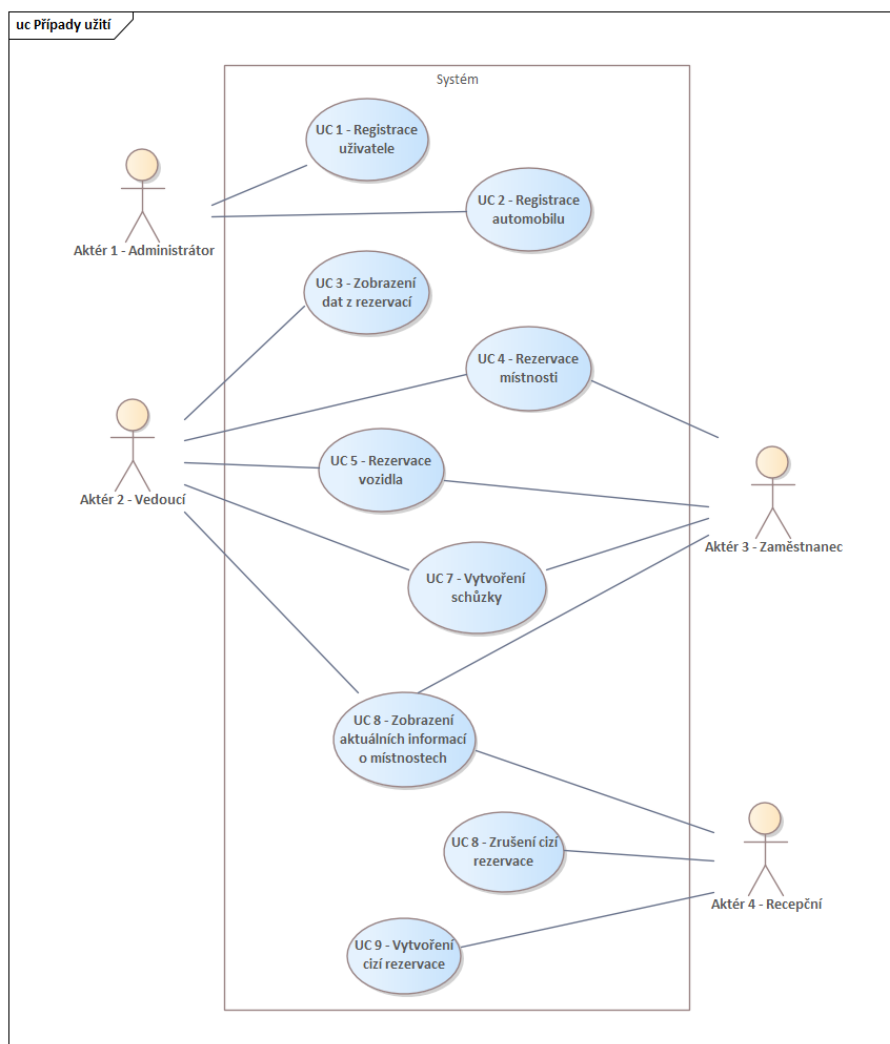 uc Případy užití
Systém
UC 1 - Registrace
uživatele
UC 2 - Registrace
automobilu
Aktér 1 - Administrátor
UC 3 - Zobrazení
dat z rezervací
UC 4 - Rezervace
místnosti
UC 5 - Rezervace
vozidla
Aktér 2 - Vedoucí
Aktér 3 - Zaměstnanec
UC 7 - Vytvoření
schůzky
UC 8 - Zobrazení
aktuálních informací
o místnostech
UC 8 - Zrušení cizí
rezervace
Aktér 4 - Recepční
UC 9 - Vytvoření
cizí rezervace